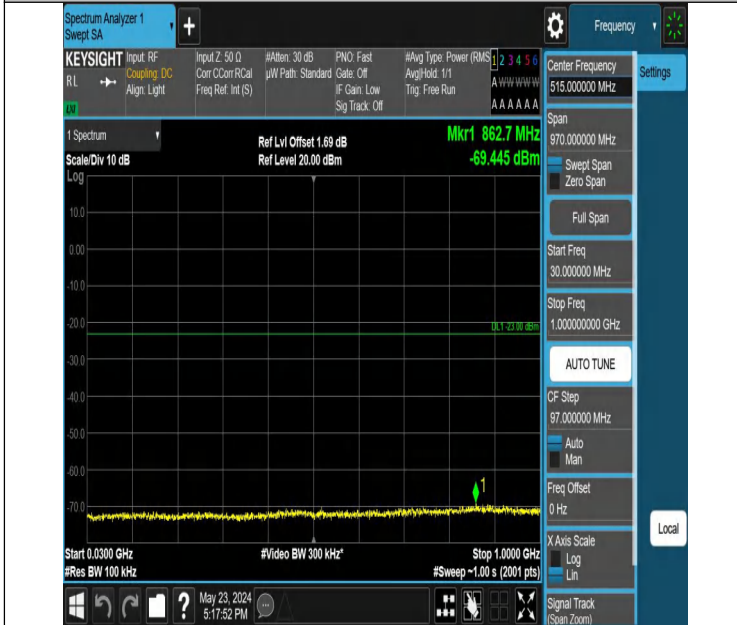 Spectrum Analyzer 1
Swept SA
+
Frequency
KEYSIGHT
RL
Input: RF
Coupling: DC
Align: Light
Input Z: 50 Ω
Corr CCorr RCal
Freq Ref: Int (S)
#Atten: 30 dB
µW Path: Standard
PNO: Fast
Gate: Off
IF Gain: Low
Sig Track: Off
#Avg Type: Power (RMS
Avg|Hold: 1/1
Trig: Free Run
1 2 3 4 5 6
A W W W W W
A A A A A A
1 Spectrum
Scale/Div 10 dB
Ref Lvl Offset 1.69 dB
Ref Level 20.00 dBm
Mkr1 862.7 MHz
-69.445 dBm
Log
10.0
0.00
-10.0
-20.0
-30.0
-40.0
-50.0
-60.0
-70.0
DL1 -23.00 dBm
1
Start 0.0300 GHz
#Res BW 100 kHz
#Video BW 300 kHz*
Stop 1.0000 GHz
#Sweep ~1.00 s (2001 pts)
?
May 23, 2024
5:17:52 PM
Center Frequency
515.000000 MHz
Span
970.000000 MHz
Swept Span
Zero Span
Full Span
Start Freq
30.000000 MHz
Stop Freq
1.000000000 GHz
AUTO TUNE
CF Step
97.000000 MHz
Auto
Man
Freq Offset
0 Hz
X Axis Scale
Log
Lin
Signal Track
(Span Zoom)
Settings
Local